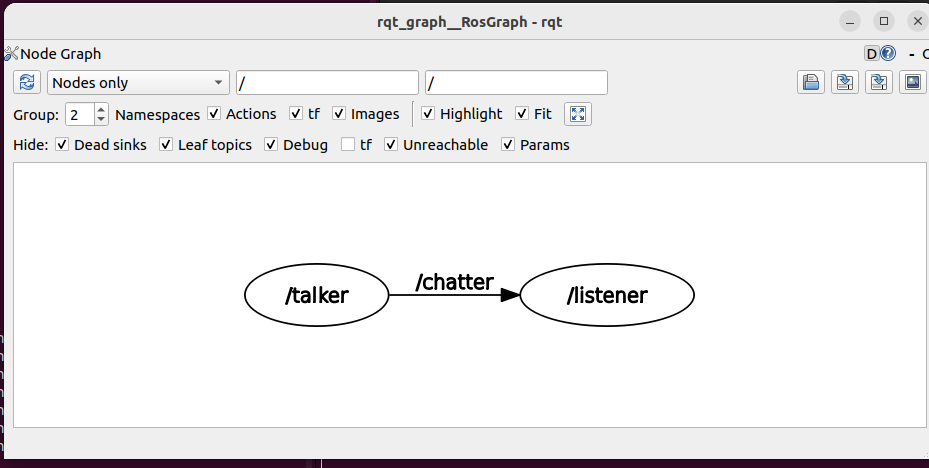 rqt_graph__RosGraph - rqt
Node Graph D ? - C
Nodes only / /
Group: 2 Namespaces Actions tf Images Highlight Fit
Hide: Dead sinks Leaf topics Debug tf Unreachable Params
/talker /chatter /listener